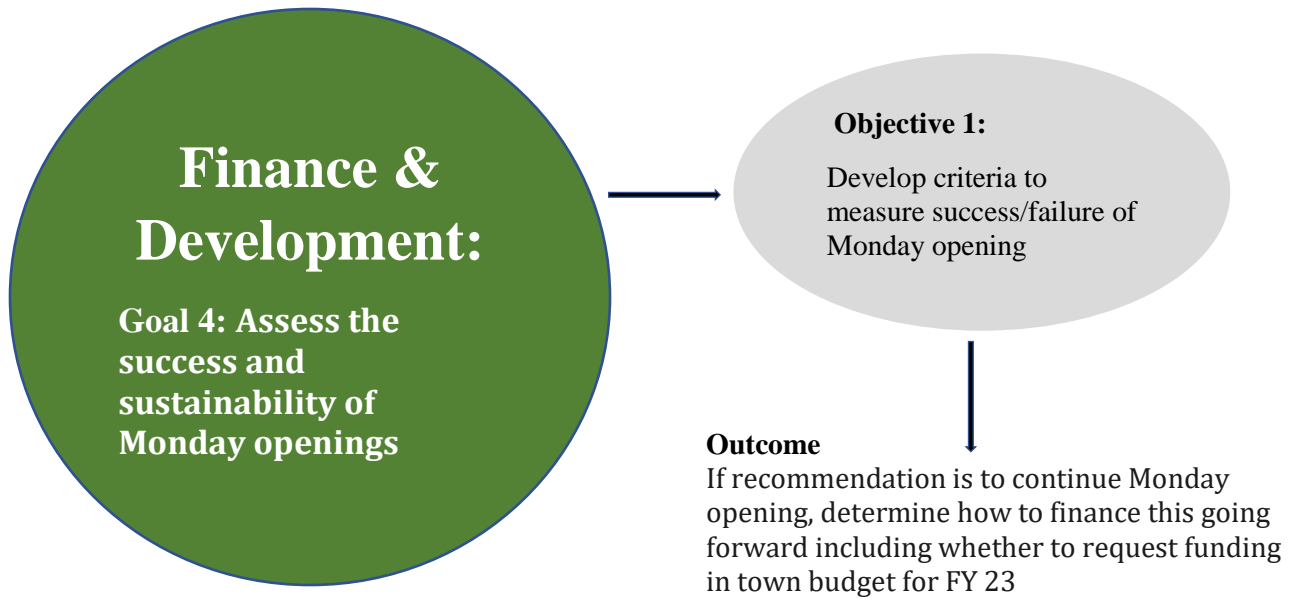 Finance &
Development:
Goal 4: Assess the
success and
sustainability of
Monday openings
Objective 1:
Develop criteria to
measure success/failure of
Monday opening
Outcome
If recommendation is to continue Monday
opening, determine how to finance this going
forward including whether to request funding
in town budget for FY 23